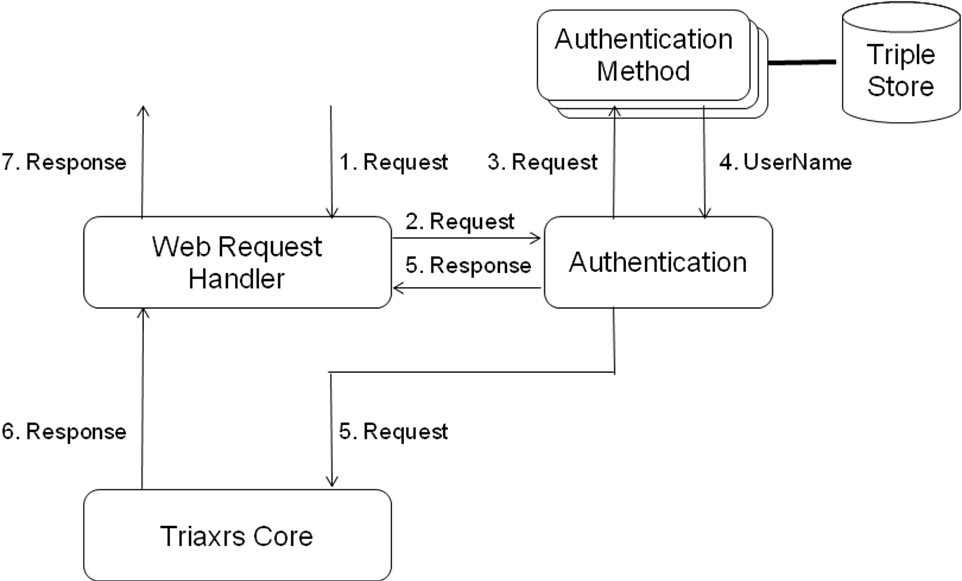 Authentication
Method
Triple
Store
7. Response
1. Request
3. Request
4. UserName
Web Request
Handler
2. Request
5. Response
Authentication
6. Response
5. Request
Triaxrs Core